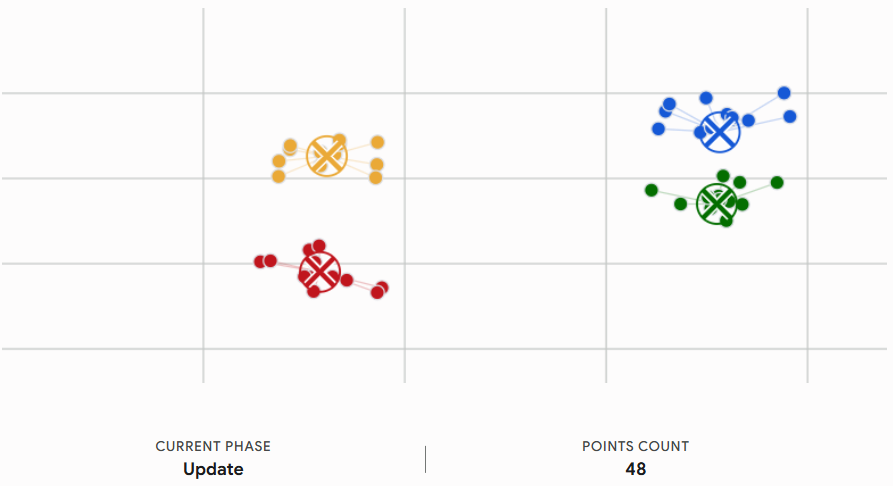 CURRENT PHASE
Update
POINTS COUNT
48